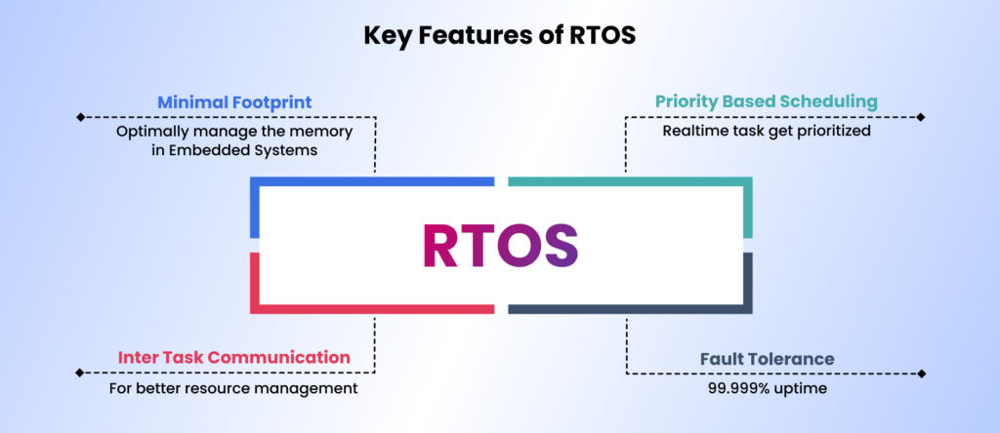 Key Features of RTOS
Minimal Footprint
Optimally manage the memory
in Embedded Systems
Priority Based Scheduling
Realtime task get prioritized
RTOS
Inter Task Communication
For better resource management
Fault Tolerance
99.999% uptime